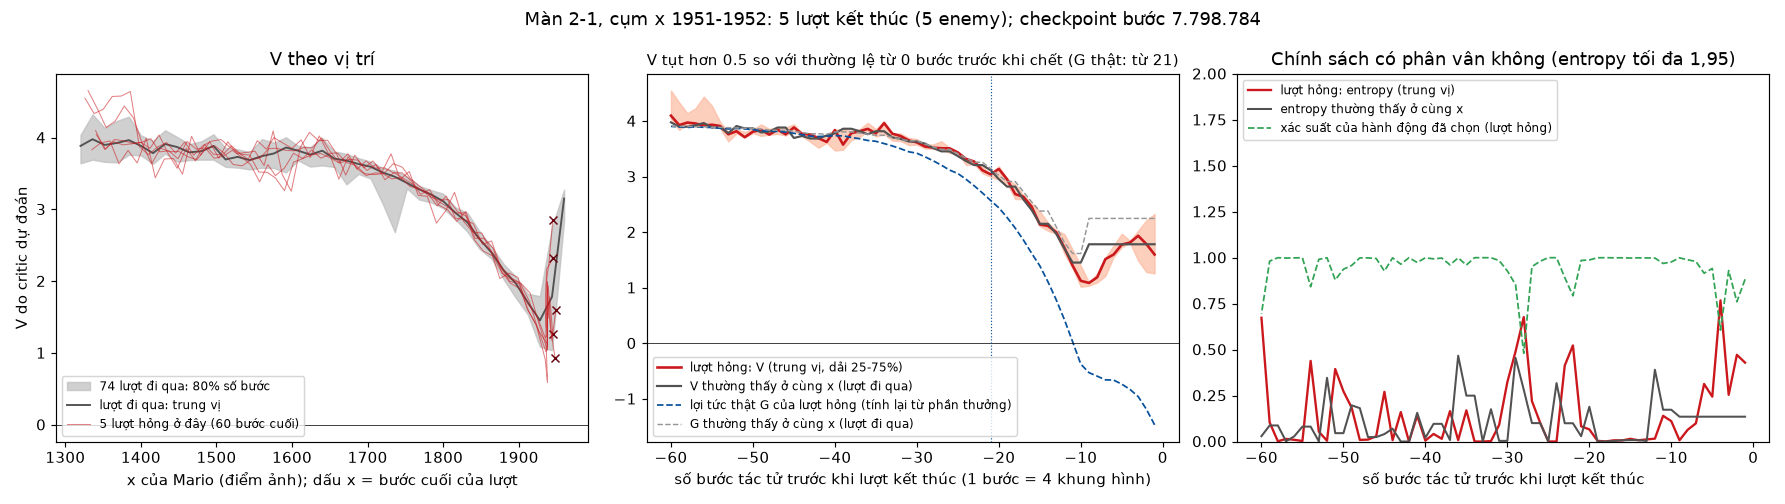 Màn 2-1, cụm x 1951-1952: 5 lượt kết thúc (5 enemy); checkpoint bước 7.798.784
V theo vị trí
V do critic dự đoán
4
3
2
1
0
74 lượt đi qua: 80% số bước
lượt đi qua: trung vị
5 lượt hỏng ở đây (60 bước cuối)
1300 1400 1500 1600 1700 1800 1900
x của Mario (điểm ảnh); dấu x = bước cuối của lượt
V tụt hơn 0.5 so với thường lệ từ 0 bước trước khi chết (G thật: từ 21)
4
3
2
1
0
−1
lượt hỏng: V (trung vị, dải 25-75%)
V thường thấy ở cùng x (lượt đi qua)
lợi tức thật G của lượt hỏng (tính lại từ phần thưởng)
G thường thấy ở cùng x (lượt đi qua)
−60 −50 −40 −30 −20 −10 0
số bước tác tử trước khi lượt kết thúc (1 bước = 4 khung hình)
Chính sách có phân vân không (entropy tối đa 1,95)
2.00
1.75
1.50
1.25
1.00
0.75
0.50
0.25
0.00
lượt hỏng: entropy (trung vị)
entropy thường thấy ở cùng x
xác suất của hành động đã chọn (lượt hỏng)
−60 −50 −40 −30 −20 −10 0
số bước tác tử trước khi lượt kết thúc